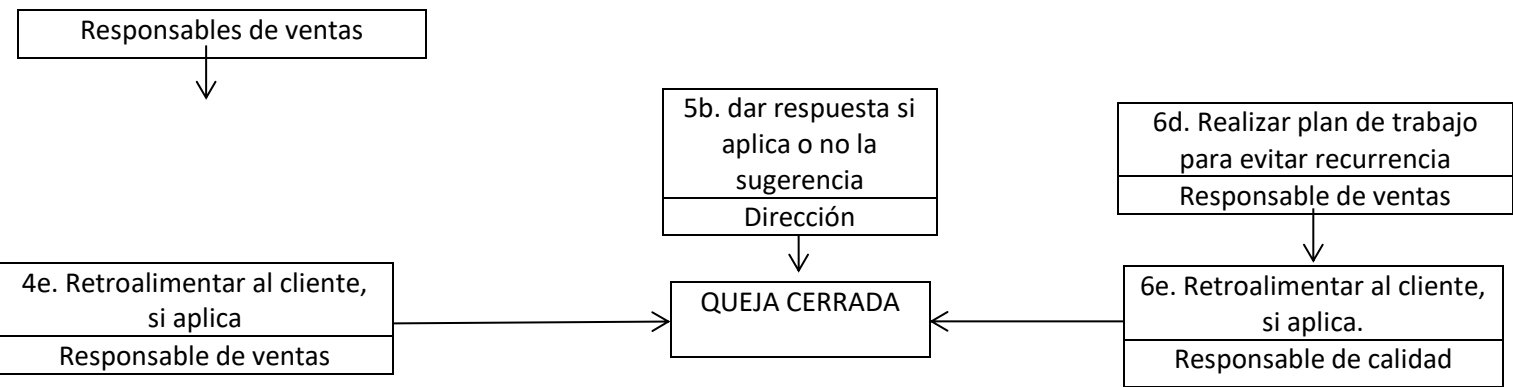 Responsables de ventas
5b. dar respuesta si
aplica o no la
sugerencia
Dirección
6d. Realizar plan de trabajo
para evitar recurrencia
Responsable de ventas
4e. Retroalimentar al cliente,
si aplica
Responsable de ventas
QUEJA CERRADA
6e. Retroalimentar al cliente,
si aplica.
Responsable de calidad